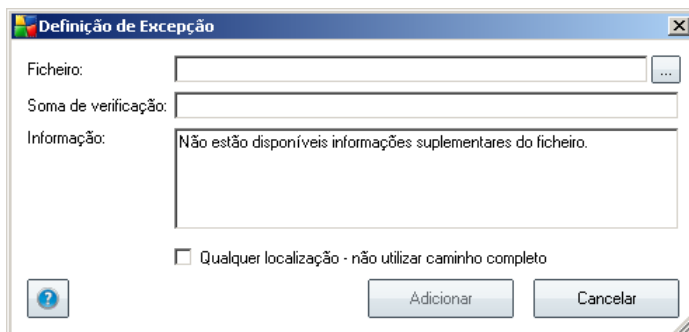 Definição de Excepção
Ficheiro:
...
Soma de verificação:
Informação:
Não estão disponíveis informações suplementares do ficheiro.
Qualquer localização - não utilizar caminho completo
?
Adicionar
Cancelar